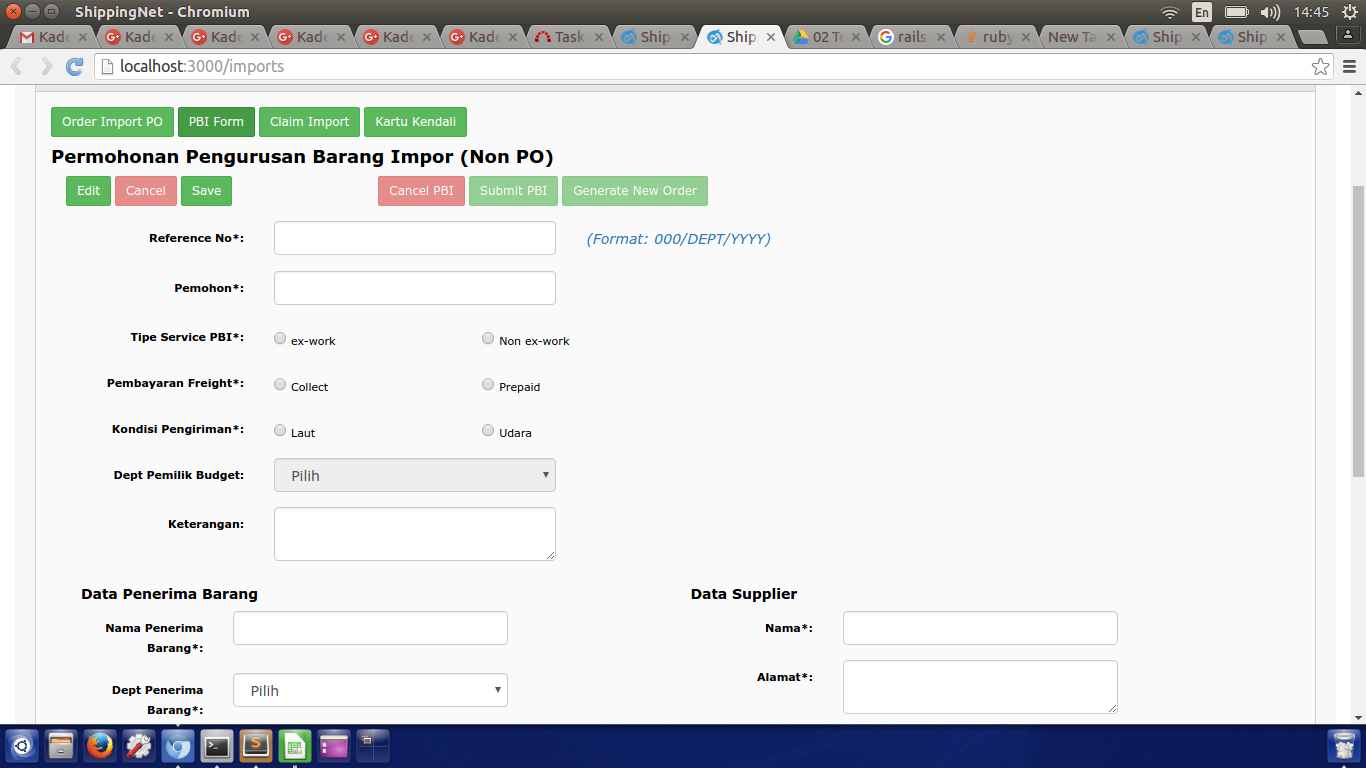 ShippingNet - Chromium
En 14:45
Kade Kade Kade Kade Kade Kade Task Ship Ship 02 Te rails ruby New Ta Ship Ship
localhost:3000/imports
Order Import PO PBI Form Claim Import Kartu Kendali
Permohonan Pengurusan Barang Impor (Non PO)
Edit Cancel Save Cancel PBI Submit PBI Generate New Order
Reference No*: (Format: 000/DEPT/YYYY)
Pemohon*:
Tipe Service PBI*: ex-work Non ex-work
Pembayaran Freight*: Collect Prepaid
Kondisi Pengiriman*: Laut Udara
Dept Pemilik Budget: Pilih
Keterangan:
Data Penerima Barang Data Supplier
Nama Penerima Barang*: Nama*:
Dept Penerima Barang*: Pilih Alamat*: